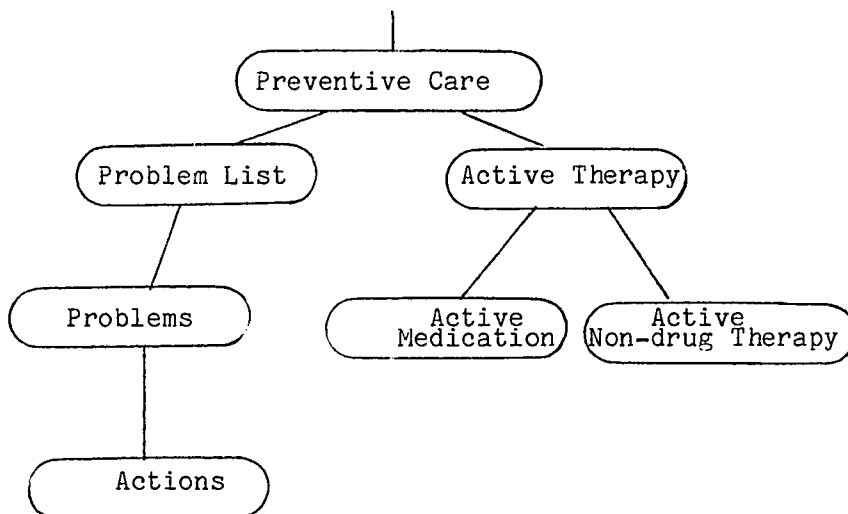 Preventive Care
Problem List
Active Therapy
Problems
Active
Medication
Active
Non-drug Therapy
Actions